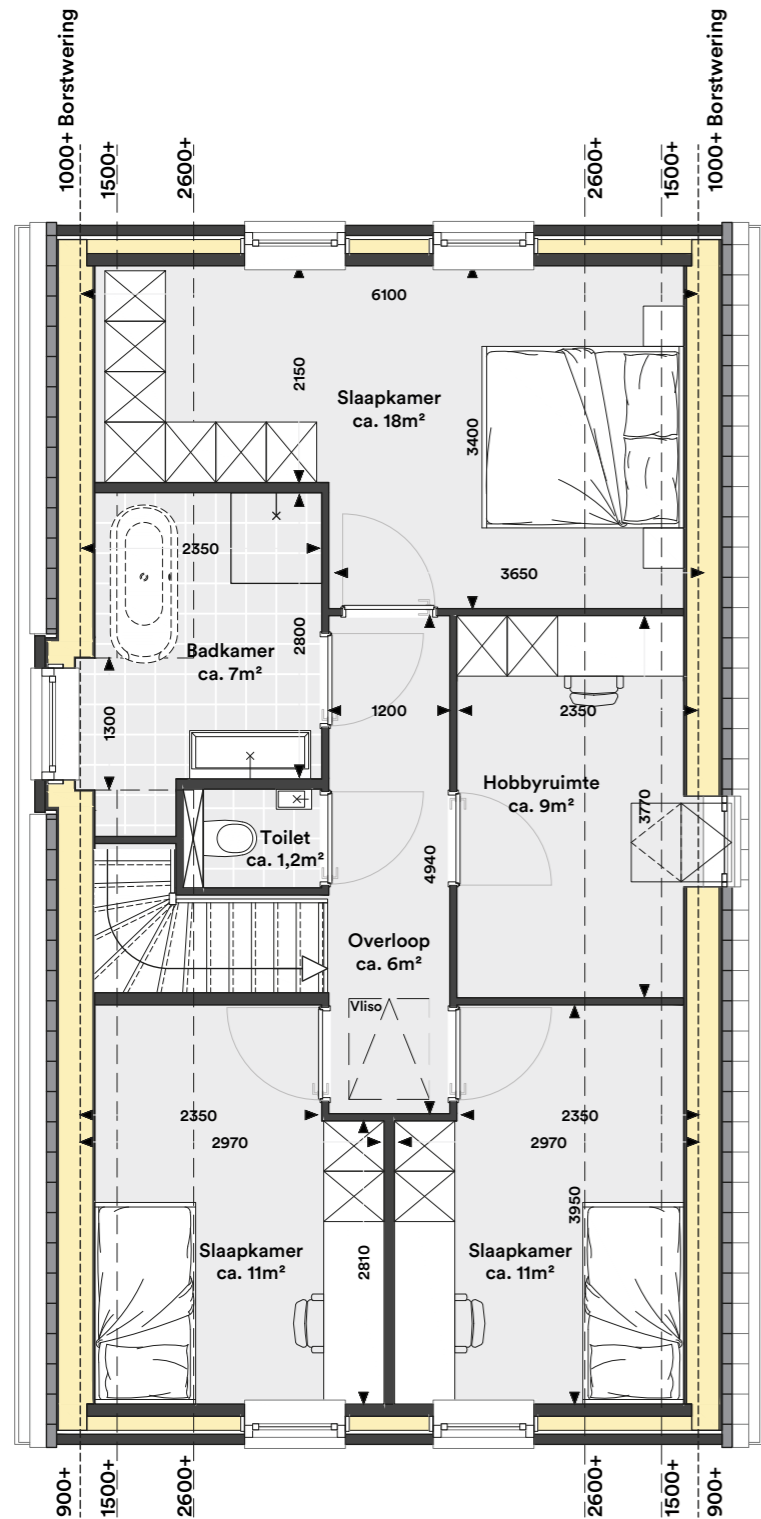 1000+ Borstwering
1500+
2600+
2600+
1500+
1000+ Borstwering
6100
2150
Slaapkamer
ca. 18m²
3400
2350
3650
2800
Badkamer
ca. 7m²
1300
1200
2350
Hobbyruimte
ca. 9m²
3770
Toilet
ca. 1,2m²
4940
Overloop
ca. 6m²
Vliso
2350
2350
2970
2970
3950
Slaapkamer
ca. 11m²
2810
Slaapkamer
ca. 11m²
900+
1500+
2600+
2600+
1500+
900+